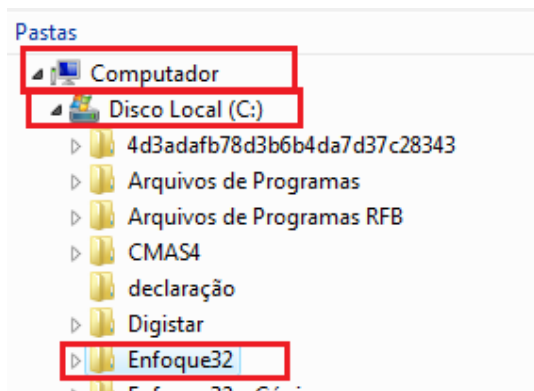 Pastas
Computador
Disco Local (C:)
4d3adafb78d3b6b4da7d37c28343
Arquivos de Programas
Arquivos de Programas RFB
CMAS4
declaração
Digistar
Enfoque32